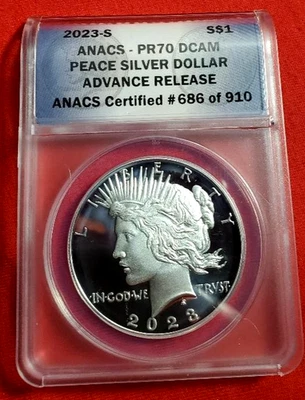 2023-S S$1
ANACS - PR70 DCAM
PEACE SILVER DOLLAR
ADVANCE RELEASE
ANACS Certified #686 of 910
LIBERTY
IN·GOD·WE TRVST·
2023